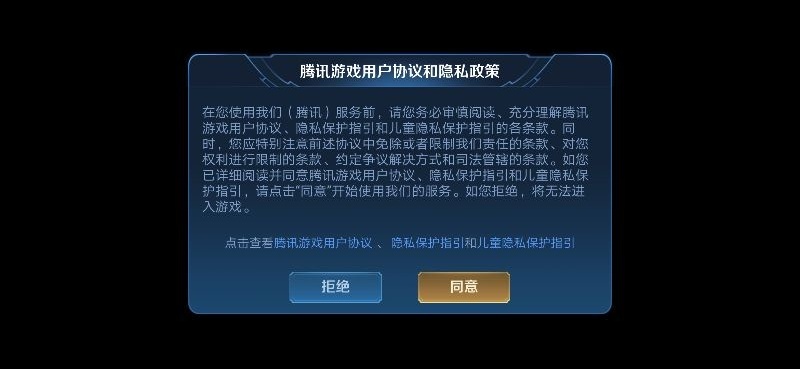 腾讯游戏用户协议和隐私政策
在您使用我们（腾讯）服务前，请您务必审慎阅读、充分理解腾讯
游戏用户协议、隐私保护指引和儿童隐私保护指引的各条款。同
时，您应特别注意前述协议中免除或者限制我们责任的条款、对您
权利进行限制的条款、约定争议解决方式和司法管辖的条款。如您
已详细阅读并同意腾讯游戏用户协议、隐私保护指引和儿童隐私保
护指引，请点击“同意”开始使用我们的服务。如您拒绝，将无法进
入游戏。
点击查看腾讯游戏用户协议 、 隐私保护指引和儿童隐私保护指引
拒绝
同意